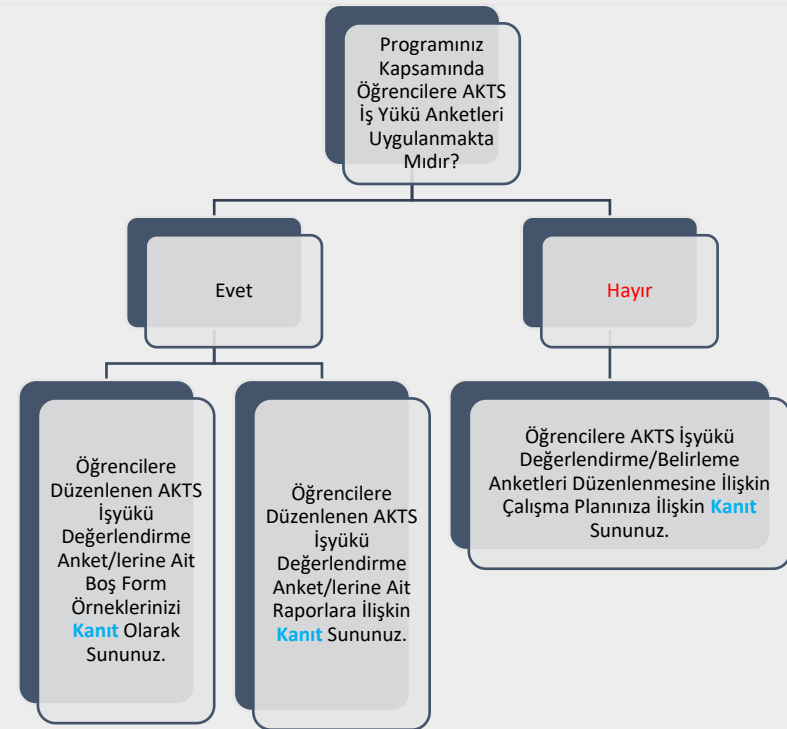 Programınız
Kapsamında
Öğrencilere AKTS
İş Yükü Anketleri
Uygulanmakta
Mıdır?
Evet
Hayır
Öğrencilere
Düzenlenen AKTS
İşyükü
Değerlendirme
Anket/lerine Ait
Boş Form
Örneklerinizi
Kanıt Olarak
Sununuz.
Öğrencilere
Düzenlenen AKTS
İşyükü
Değerlendirme
Anket/lerine Ait
Raporlara İlişkin
Kanıt Sununuz.
Öğrencilere AKTS İşyükü
Değerlendirme/Belirleme
Anketleri Düzenlenmesine İlişkin
Çalışma Planınıza İlişkin Kanıt
Sununuz.